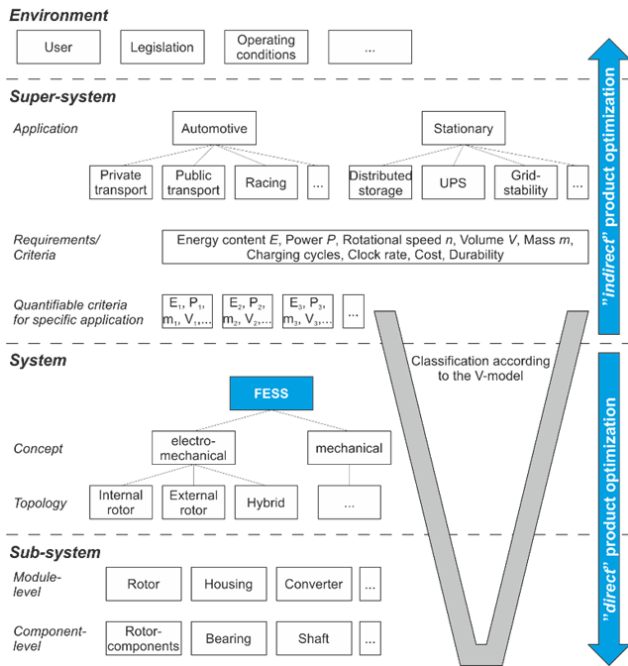 Environment
User
Legislation
Operating
conditions
...
Super-system
Application
Automotive
Stationary
Private
transport
Public
transport
Racing
...
Distributed
storage
UPS
Grid-
stability
...
Requirements/
Criteria
Energy content E, Power P, Rotational speed n, Volume V, Mass m,
Charging cycles, Clock rate, Cost, Durability
Quantifiable criteria
for specific application
E₁, P₁,
m₁, V₁,...
E₂, P₂,
m₂, V₂,...
E₃, P₃,
m₃, V₃,...
...
"indirect" product optimization
System
Classification according
to the V-model
FESS
Concept
electro-
mechanical
mechanical
Topology
Internal
rotor
External
rotor
Hybrid
...
Sub-system
Module-
level
Rotor
Housing
Converter
...
Component-
level
Rotor-
components
Bearing
Shaft
...
"direct" product optimization